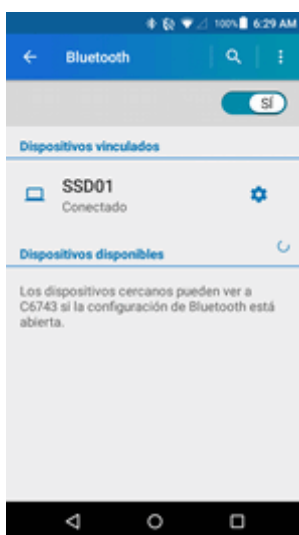 100% 6:29 AM
Bluetooth
SÍ
Dispositivos vinculados
SSD01
Conectado
Dispositivos disponibles
Los dispositivos cercanos pueden ver a
C6743 si la configuración de Bluetooth está
abierta.